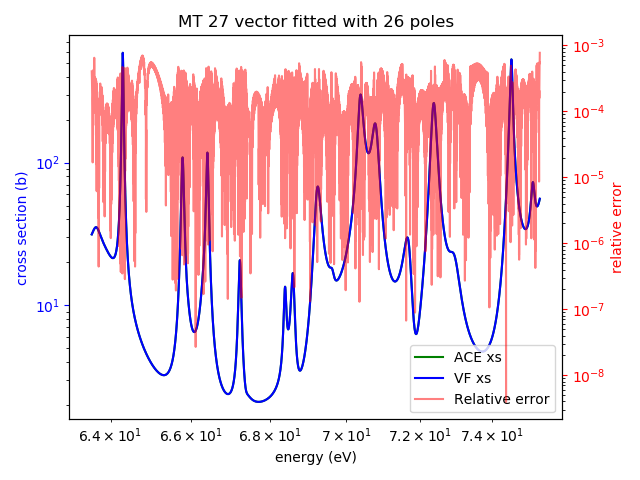 MT 27 vector fitted with 26 poles
10² 
10¹
cross section (b)
10⁻³
10⁻⁴
10⁻⁵
10⁻⁶
10⁻⁷
10⁻⁸
relative error
ACE xs
VF xs
Relative error
6.4 × 10¹ 6.6 × 10¹ 6.8 × 10¹ 7 × 10¹ 7.2 × 10¹ 7.4 × 10¹
energy (eV)